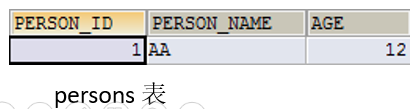 PERSON_ID PERSON_NAME AGE
1 AA 12
persons 表